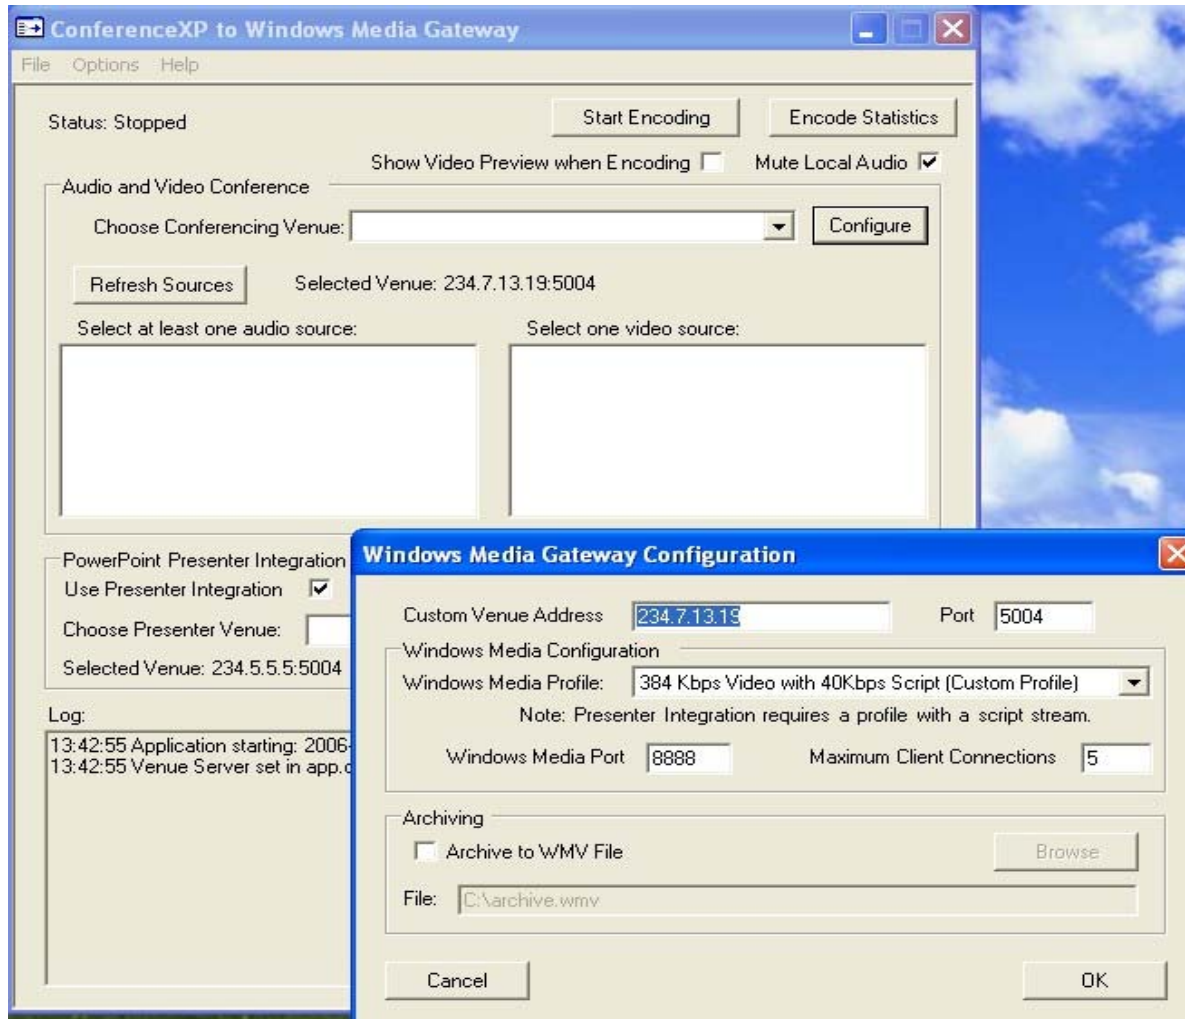 ConferenceXP to Windows Media Gateway
File Options Help
Status: Stopped
Start Encoding
Encode Statistics
Show Video Preview when Encoding
Mute Local Audio
Audio and Video Conference
Choose Conferencing Venue:
Configure
Refresh Sources
Selected Venue: 234.7.13.19:5004
Select at least one audio source:
Select one video source:
PowerPoint Presenter Integration
Use Presenter Integration
Choose Presenter Venue:
Selected Venue: 234.5.5.5:5004
Log:
13:42:55 Application starting: 2006-
13:42:55 Venue Server set in app.c
Windows Media Gateway Configuration
Custom Venue Address 234.7.13.19 Port 5004
Windows Media Configuration
Windows Media Profile: 384 Kbps Video with 40Kbps Script (Custom Profile)
Note: Presenter Integration requires a profile with a script stream.
Windows Media Port 8888 Maximum Client Connections 5
Archiving
Archive to WMV File
Browse
File: C:\archive.wmv
Cancel
OK